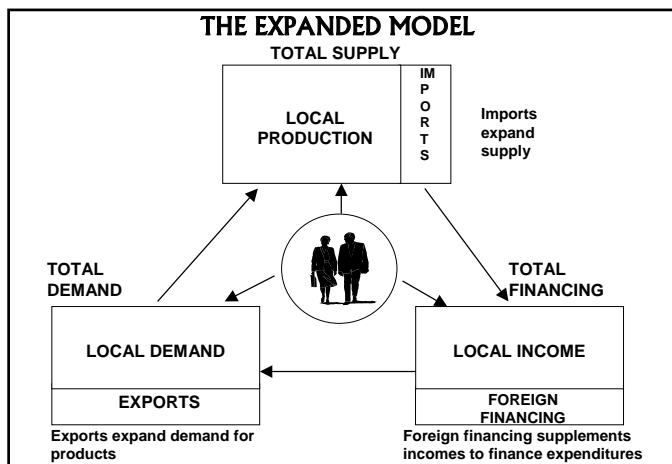 THE EXPANDED MODEL
TOTAL SUPPLY
LOCAL
PRODUCTION
IM
P
O
R
T
S
Imports
expand
supply
TOTAL
DEMAND
TOTAL
FINANCING
LOCAL DEMAND
EXPORTS
LOCAL INCOME
FOREIGN
FINANCING
Exports expand demand for
products
Foreign financing supplements
incomes to finance expenditures